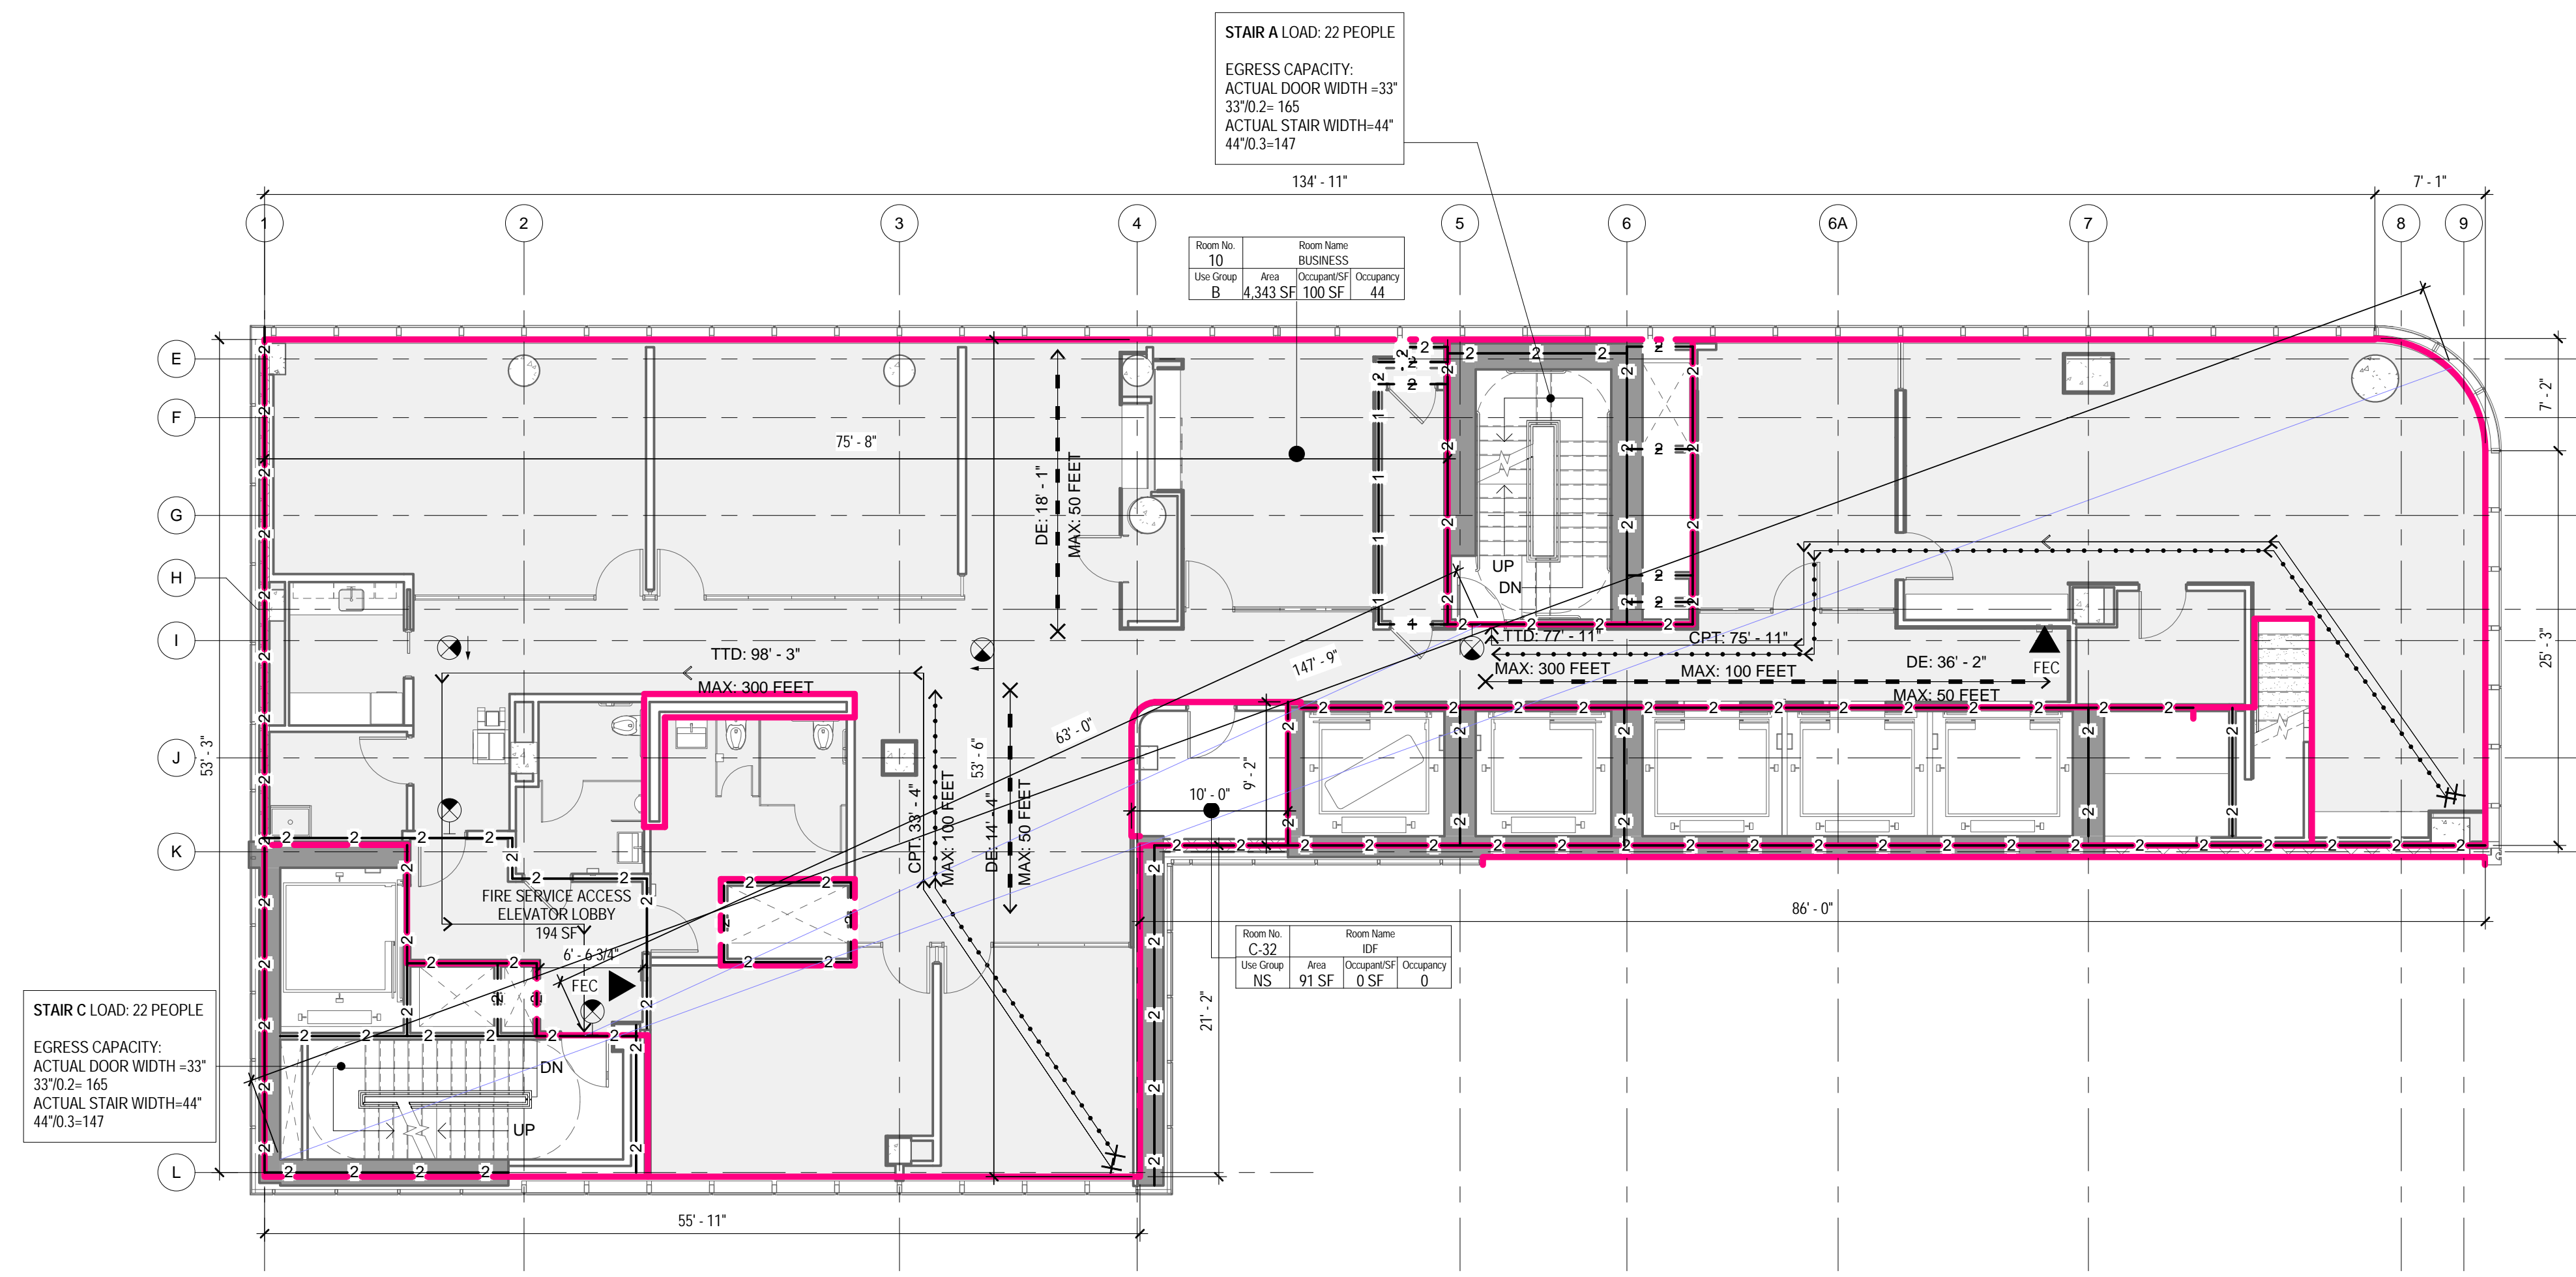 STAIR A LOAD: 22 PEOPLE
EGRESS CAPACITY:
ACTUAL DOOR WIDTH =33"
33"/0.2= 165
ACTUAL STAIR WIDTH=44"
44"/0.3=147
134' - 11"
7' - 1"
1 2 3 4 5 6 6A 7 8 9
Room No. Room Name
10 BUSINESS
Use Group Area Occupant/SF Occupancy
B 4,343 SF 100 SF 44
E
F
G
H
I
J
K
L
75' - 8"
DE: 18' - 1"
MAX: 50 FEET
7' - 2"
25' - 3"
53' - 3"
UP
DN
TTD: 98' - 3"
MAX: 300 FEET
TTD: 77' - 11"
MAX: 300 FEET
CPT: 75' - 11"
MAX: 100 FEET
DE: 36' - 2"
MAX: 50 FEET
FEC
147' - 9"
63' - 0"
53' - 6"
CPT: 33' - 4"
MAX: 100 FEET
DE: 14' - 4"
MAX: 50 FEET
9' - 2"
10' - 0"
86' - 0"
FIRE SERVICE ACCESS
ELEVATOR LOBBY
194 SF
6' - 6 3/4"
FEC
Room No. Room Name
C-32 IDF
Use Group Area Occupant/SF Occupancy
NS 91 SF 0 SF 0
21' - 2"
STAIR C LOAD: 22 PEOPLE
EGRESS CAPACITY:
ACTUAL DOOR WIDTH =33"
33"/0.2= 165
ACTUAL STAIR WIDTH=44"
44"/0.3=147
DN
UP
55' - 11"